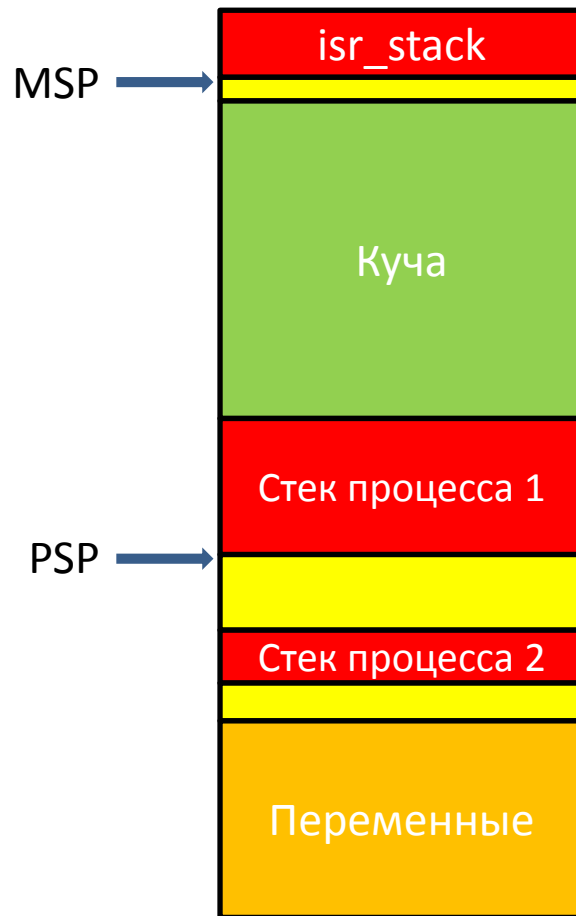 isr_stack
MSP
Куча
Стек процесса 1
PSP
Стек процесса 2
Переменные